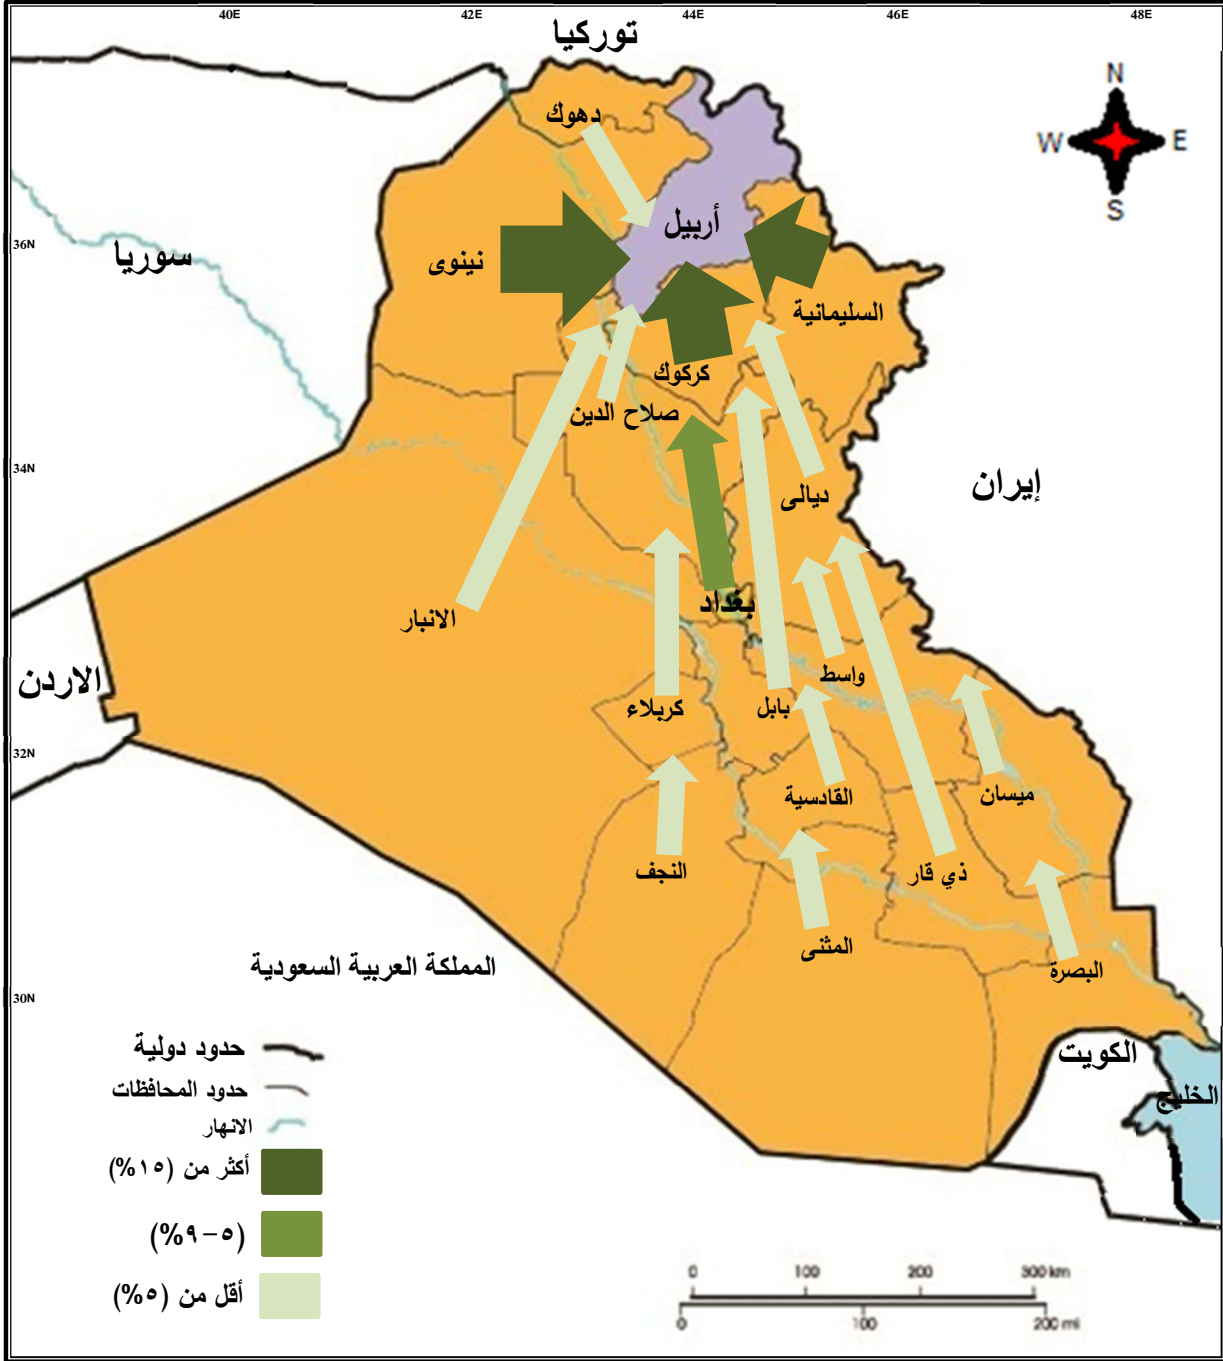 40E 42E 44E 46E 48E
توركيا
N
W E
S
دهوك
أربيل
36N
سوريا
نينوى
السليمانية
كركوك
صلاح الدين
34N
إيران
ديالى
بغداد
الانبار
واسط
الاردن
كربلاء
بابل
32N
القادسية
ميسان
النجف
ذي قار
المثنى
البصرة
المملكة العربية السعودية
30N
الكويت
الخليج
حدود دولية
حدود المحافظات
الانهار
أكثر من (١٥%)
(٥-٩%)
أقل من (٥%)
0 100 200 300 km
0 100 200 mi